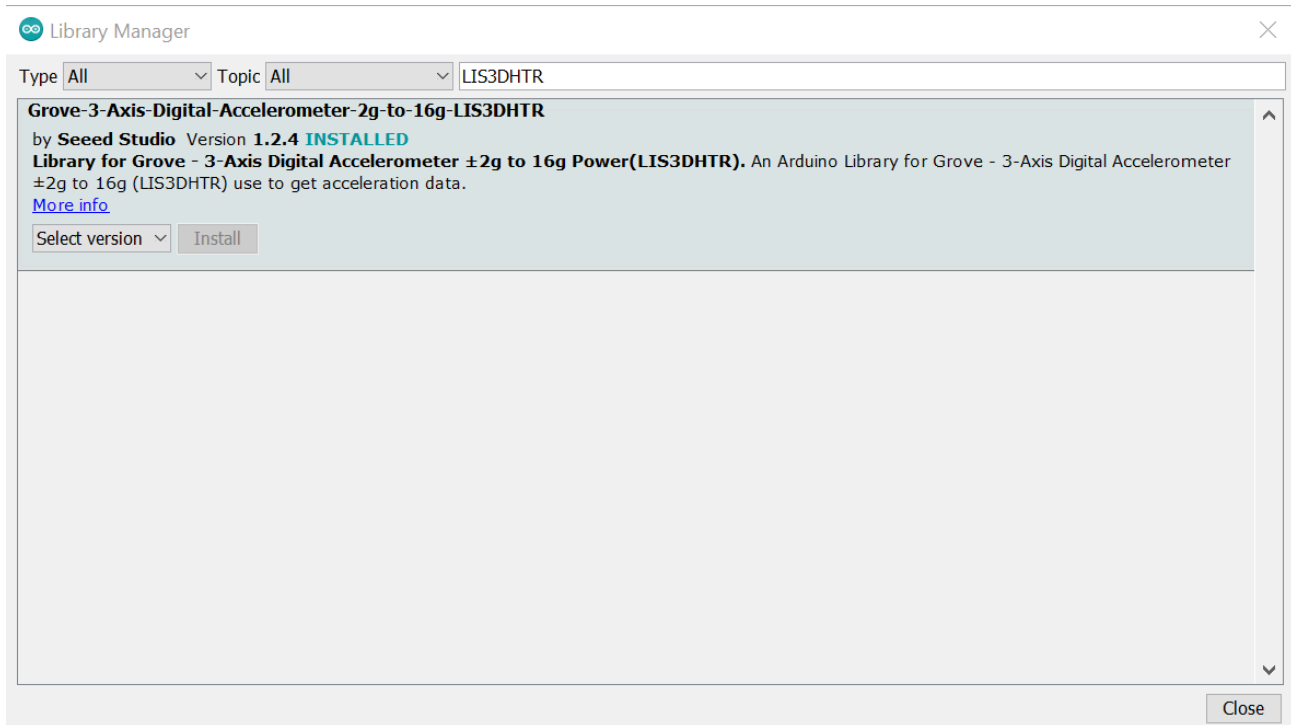 Library Manager
Type All Topic All LIS3DHTR
Grove-3-Axis-Digital-Accelerometer-2g-to-16g-LIS3DHTR
by Seeed Studio Version 1.2.4 INSTALLED
Library for Grove - 3-Axis Digital Accelerometer ±2g to 16g Power(LIS3DHTR). An Arduino Library for Grove - 3-Axis Digital Accelerometer
±2g to 16g (LIS3DHTR) use to get acceleration data.
More info
Select version Install
Close